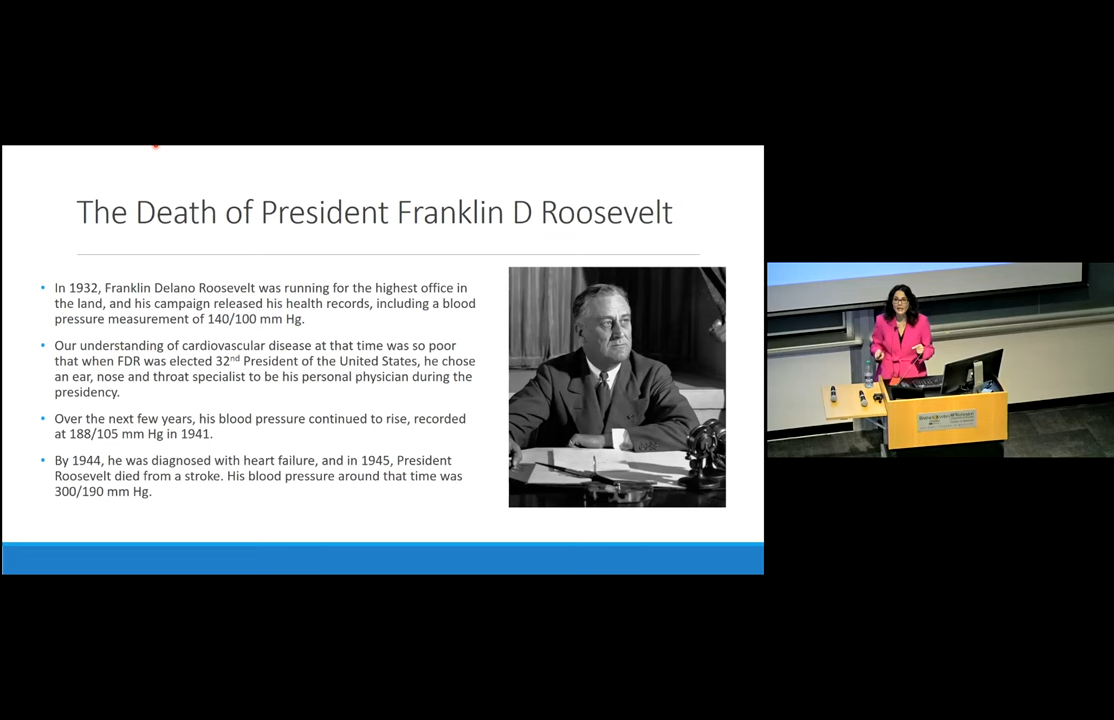 The Death of President Franklin D Roosevelt
• In 1932, Franklin Delano Roosevelt was running for the highest office in
the land, and his campaign released his health records, including a blood
pressure measurement of 140/100 mm Hg.
• Our understanding of cardiovascular disease at that time was so poor
that when FDR was elected 32nd President of the United States, he chose
an ear, nose and throat specialist to be his personal physician during the
presidency.
• Over the next few years, his blood pressure continued to rise, recorded
at 188/105 mm Hg in 1941.
• By 1944, he was diagnosed with heart failure, and in 1945, President
Roosevelt died from a stroke. His blood pressure around that time was
300/190 mm Hg.